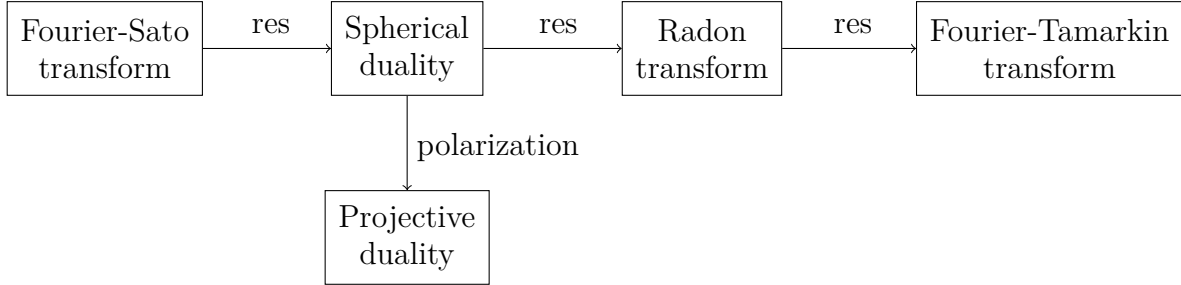 Fourier-Sato
transform
res
Spherical
duality
res
Radon
transform
res
Fourier-Tamarkin
transform
polarization
Projective
duality